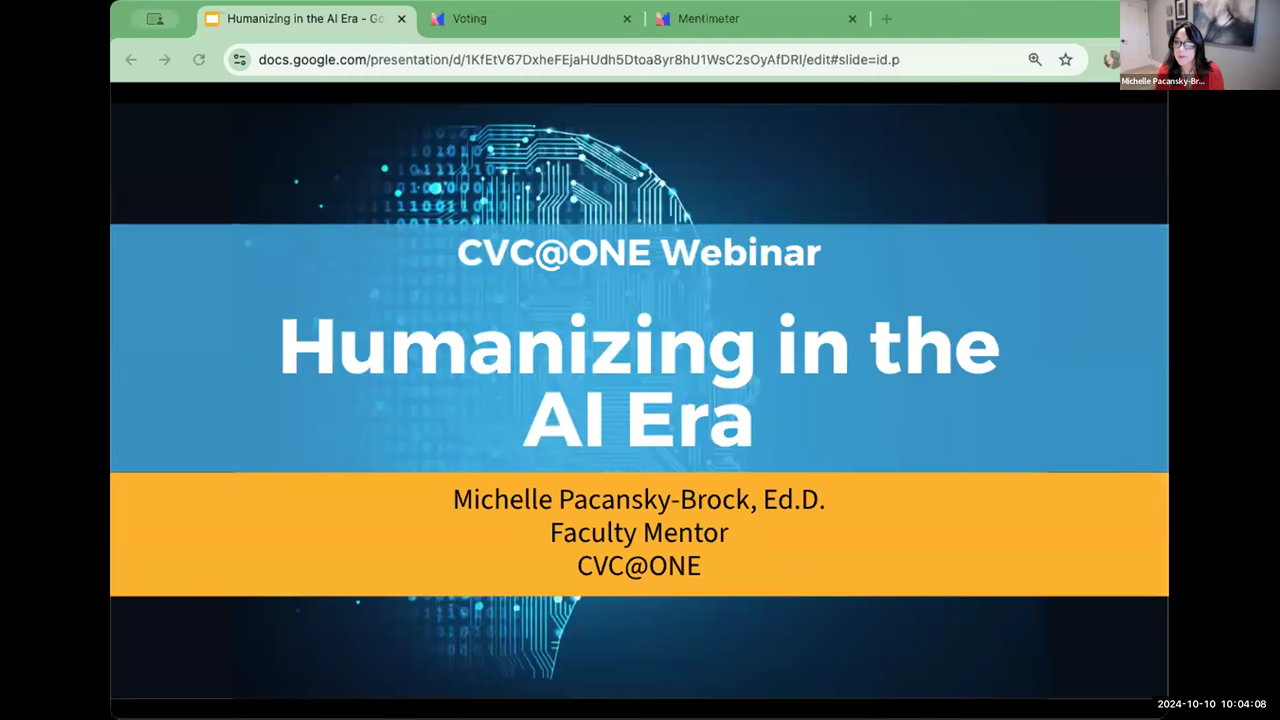 Humanizing in the AI Era - Go
Voting
Mentimeter
docs.google.com/presentation/d/1KfEtV67DxheFEjaHUdh5Dtoa8yr8hU1WsC2sOyAfDRI/edit#slide=id.p
Michelle Pacansky-Br...
CVC@ONE Webinar
Humanizing in the
AI Era
Michelle Pacansky-Brock, Ed.D.
Faculty Mentor
CVC@ONE
2024-10-10 10:04:08